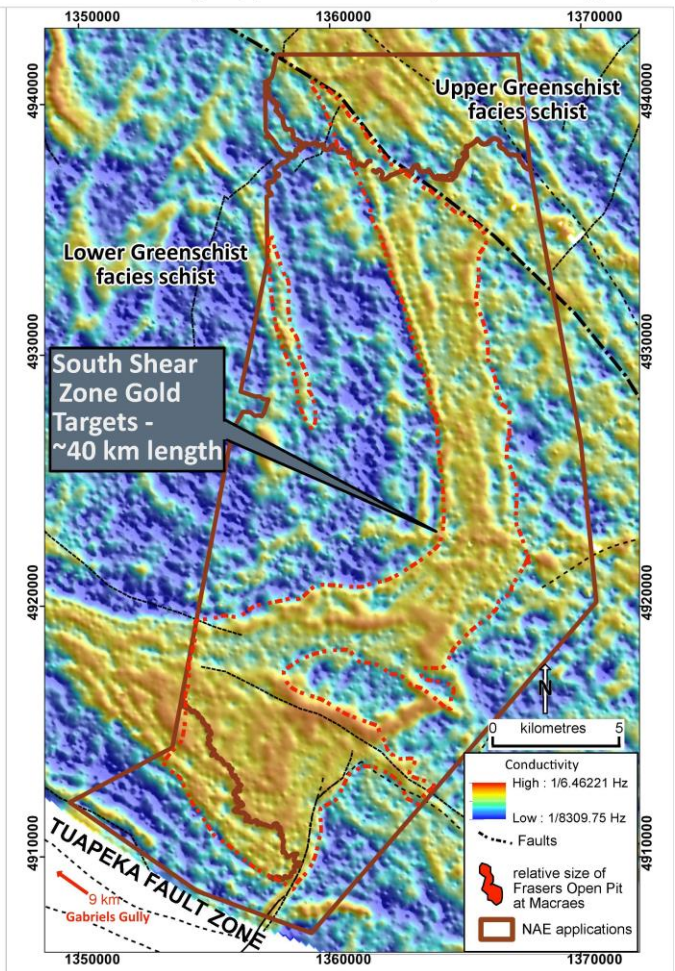 1350000
1360000
1370000
4940000
4940000
Upper Greenschist
facies schist
Lower Greenschist
facies schist
4930000
4930000
South Shear
Zone Gold
Targets -
~40 km length
4920000
4920000
N
0 kilometres 5
Conductivity
High : 1/6.46221 Hz
Low : 1/8309.75 Hz
Faults
relative size of
Frasers Open Pit
at Macraes
NAE applications
4910000
4910000
TUAPEKA FAULT ZONE
9 km
Gabriels Gully
1350000
1360000
1370000